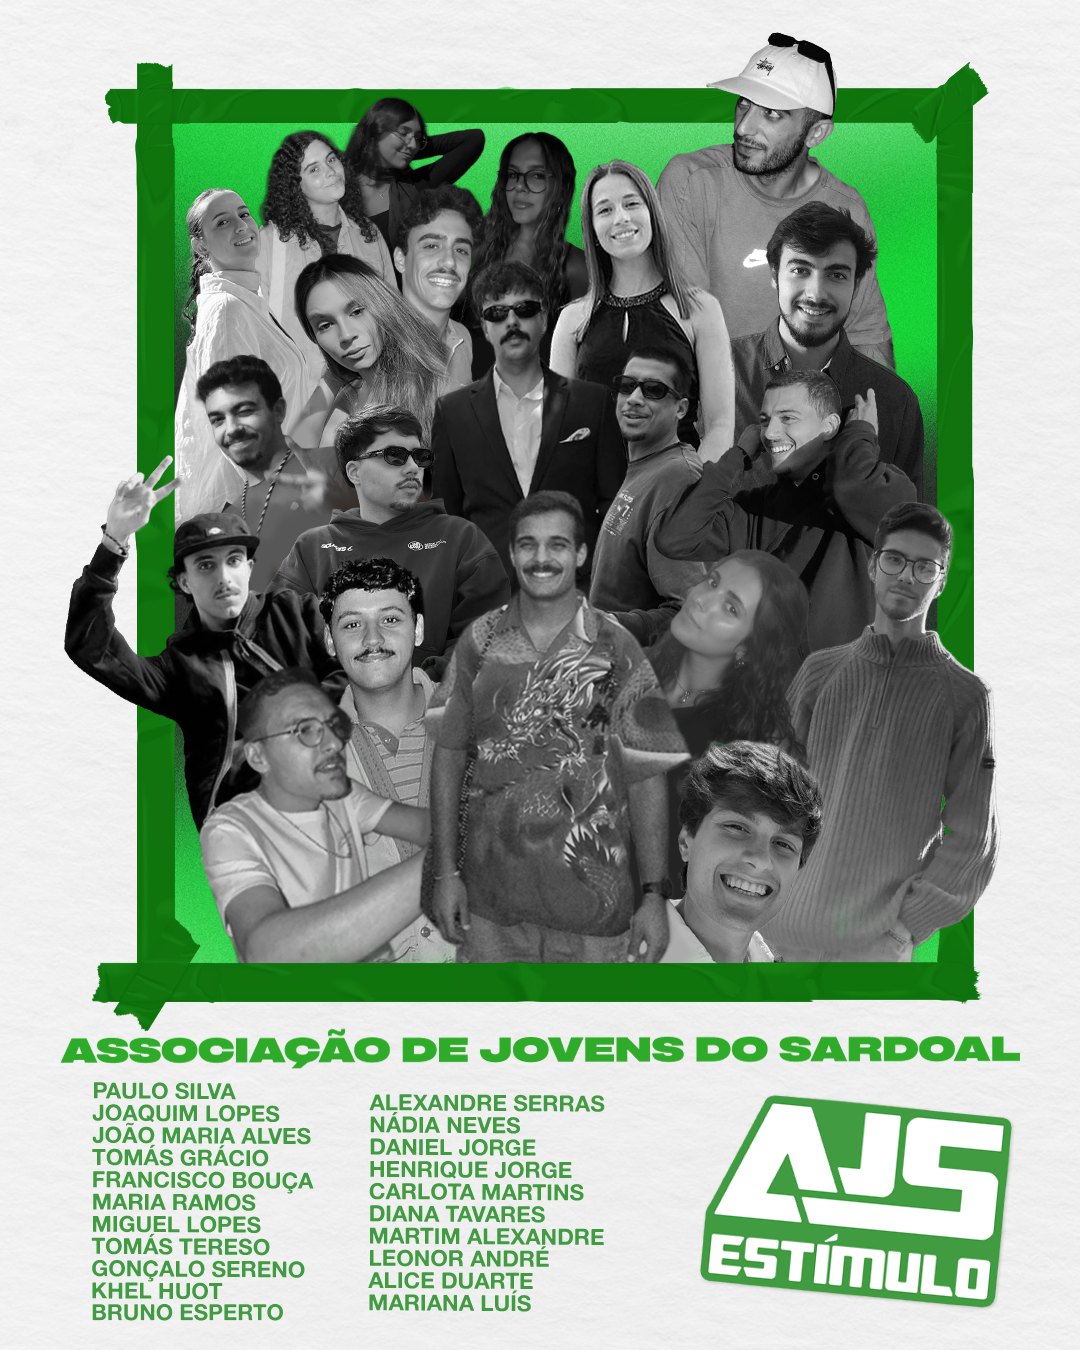 ASSOCIAÇÃO DE JOVENS DO SARDOAL
PAULO SILVA
JOAQUIM LOPES
JOÃO MARIA ALVES
TOMÁS GRÁCIO
FRANCISCO BOUÇA
MARIA RAMOS
MIGUEL LOPES
TOMÁS TERESO
GONÇALO SERENO
KHEL HUOT
BRUNO ESPERTO
ALEXANDRE SERRAS
NÁDIA NEVES
DANIEL JORGE
HENRIQUE JORGE
CARLOTA MARTINS
DIANA TAVARES
MARTIM ALEXANDRE
LEONOR ANDRÉ
ALICE DUARTE
MARIANA LUÍS
AJS
ESTÍMULO